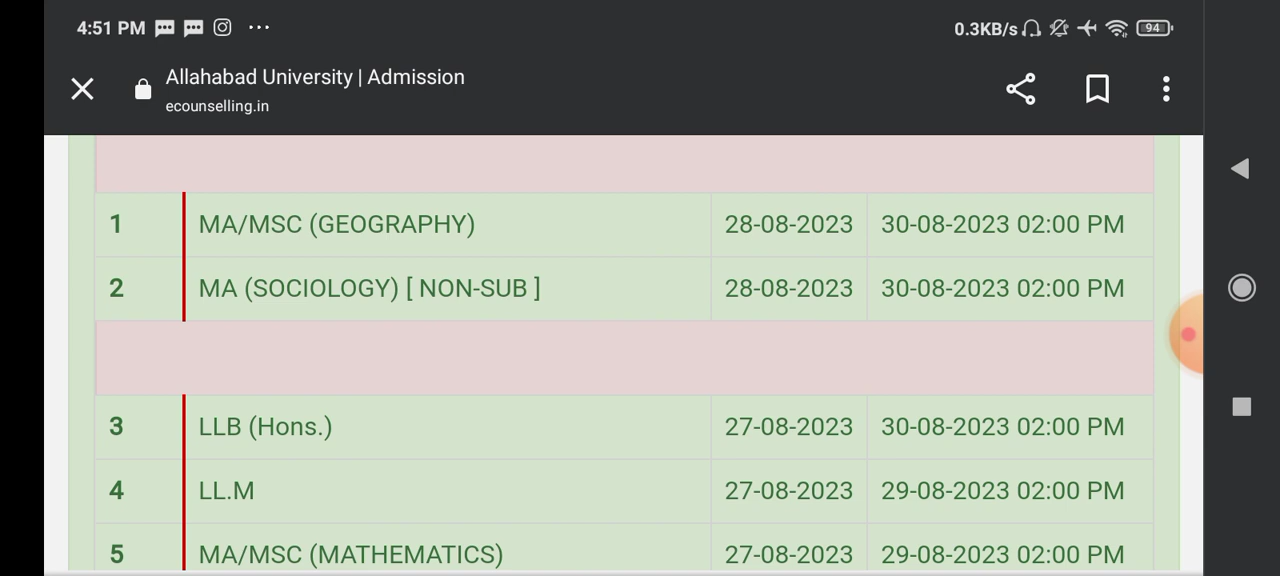 4:51 PM ... 0.3KB/s 94
Allahabad University | Admission
ecounselling.in
1 MA/MSC (GEOGRAPHY) 28-08-2023 30-08-2023 02:00 PM
2 MA (SOCIOLOGY) [ NON-SUB ] 28-08-2023 30-08-2023 02:00 PM
3 LLB (Hons.) 27-08-2023 30-08-2023 02:00 PM
4 LL.M 27-08-2023 29-08-2023 02:00 PM
5 MA/MSC (MATHEMATICS) 27-08-2023 29-08-2023 02:00 PM